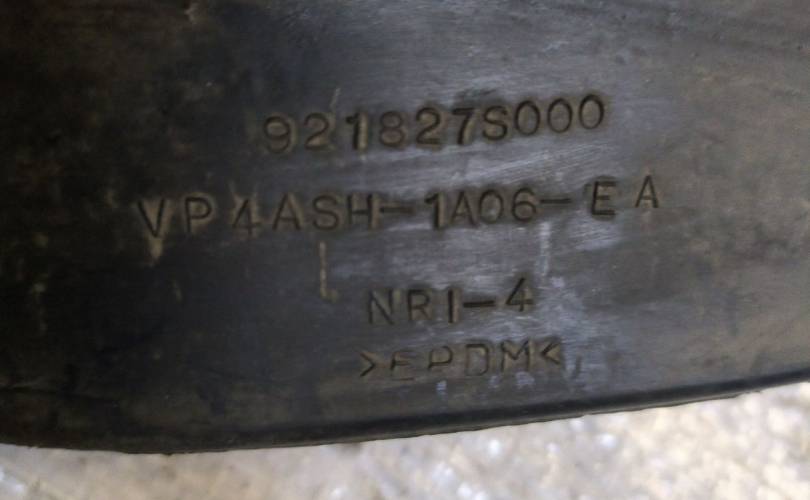 921827S000
VP4ASH-1A06-EA
NRI-4
>EPDM<